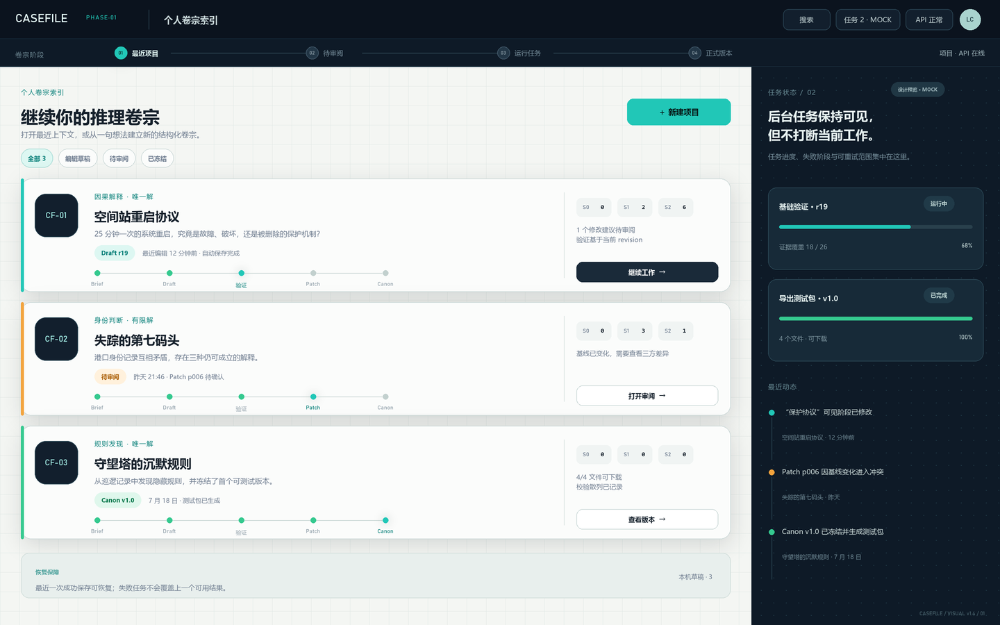 CASEFILE
PHASE·01
个人卷宗索引
搜索
任务 2 · MOCK
API 正常
LC
卷宗阶段
01 最近项目
02 待审阅
03 运行任务
04 正式版本
项目 · API 在线
个人卷宗索引
继续你的推理卷宗
打开最近上下文，或从一句想法建立新的结构化卷宗。
+ 新建项目
全部 3
编辑草稿
待审阅
已冻结
CF-01
因果解释 · 唯一解
空间站重启协议
25 分钟一次的系统重启，究竟是故障、破坏，还是被删除的保护机制？
Draft r19
最近编辑 12 分钟前 · 自动保存完成
Brief
Draft
验证
Patch
Canon
S0 0
S1 2
S2 6
1 个修改建议待审阅
验证基于当前 revision
继续工作 →
CF-02
身份判断 · 有限解
失踪的第七码头
港口身份记录互相矛盾，存在三种仍可成立的解释。
待审阅
昨天 21:46 · Patch p006 待确认
Brief
Draft
验证
Patch
Canon
S0 0
S1 3
S2 1
基线已变化，需要查看三方差异
打开审阅 →
CF-03
规则发现 · 唯一解
守望塔的沉默规则
从巡逻记录中发现隐藏规则，并冻结了首个可测试版本。
Canon v1.0
7 月 18 日 · 测试包已生成
Brief
Draft
验证
Patch
Canon
S0 0
S1 0
S2 0
4/4 文件可下载
校验散列已记录
查看版本 →
恢复保障
最近一次成功保存可恢复；失败任务不会覆盖上一个可用结果。
本机草稿 · 3
任务状态 / 02
设计预览 • MOCK
后台任务保持可见，
但不打断当前工作。
任务进度、失败阶段与可重试范围集中在这里。
基础验证 • r19
运行中
证据覆盖 18 / 26
68%
导出测试包 • v1.0
已完成
4 个文件 · 可下载
100%
最近动态
“保护协议”可见阶段已修改
空间站重启协议 · 12 分钟前
Patch p006 因基线变化进入冲突
失踪的第七码头 · 昨天
Canon v1.0 已冻结并生成测试包
守望塔的沉默规则 · 7 月 18 日
CASEFILE / VISUAL v1.4 / 01